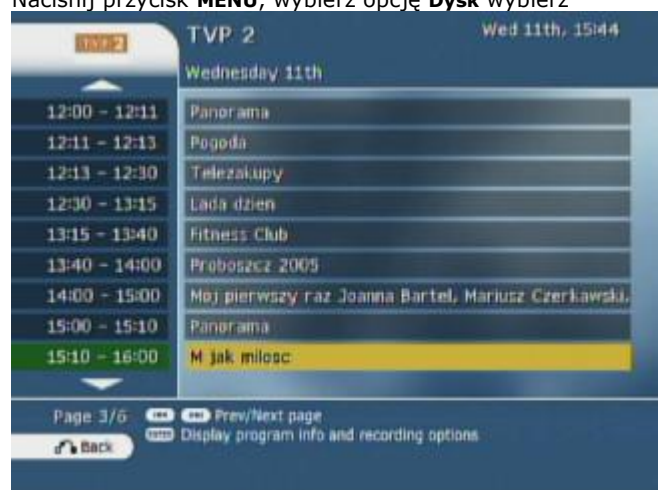 Naciśnij przycisk MENU, wybierz opcję Dysk wybierz
TVP 2
TVP 2
Wed 11th, 15:44
Wednesday 11th
12:00 - 12:11 Panorama
12:11 - 12:13 Pogoda
12:13 - 12:30 Telezakupy
12:30 - 13:15 Lada dzien
13:15 - 13:40 Fitness Club
13:40 - 14:00 Proboszcz 2005
14:00 - 15:00 Moj pierwszy raz Joanna Bartel, Mariusz Czerkawski,
15:00 - 15:10 Panorama
15:10 - 16:00 M jak milosc
Page 3/6 Prev/Next page
Back Display program info and recording options